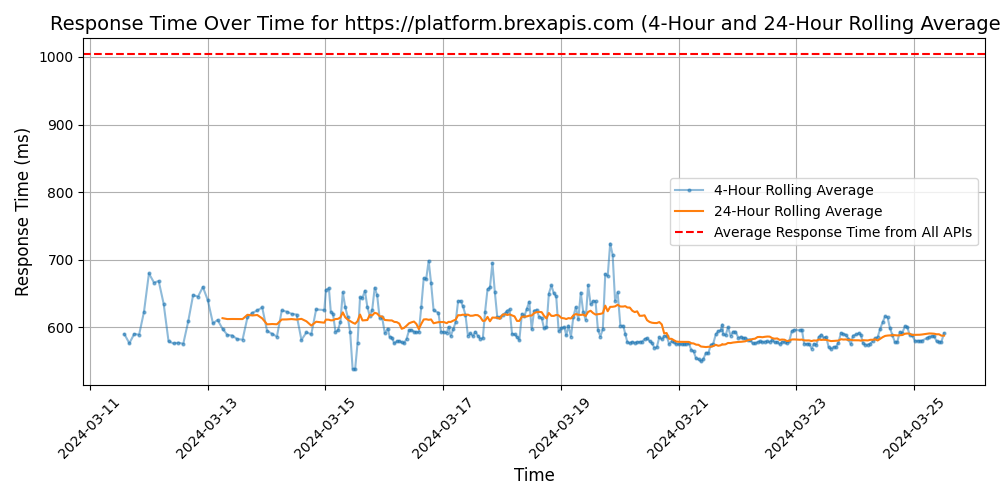 Response Time Over Time for https://platform.brexapis.com (4-Hour and 24-Hour Rolling Average
Response Time (ms)
1000
900
800
700
600
4-Hour Rolling Average
24-Hour Rolling Average
Average Response Time from All APIs
2024-03-11
2024-03-13
2024-03-15
2024-03-17
2024-03-19
2024-03-21
2024-03-23
2024-03-25
Time